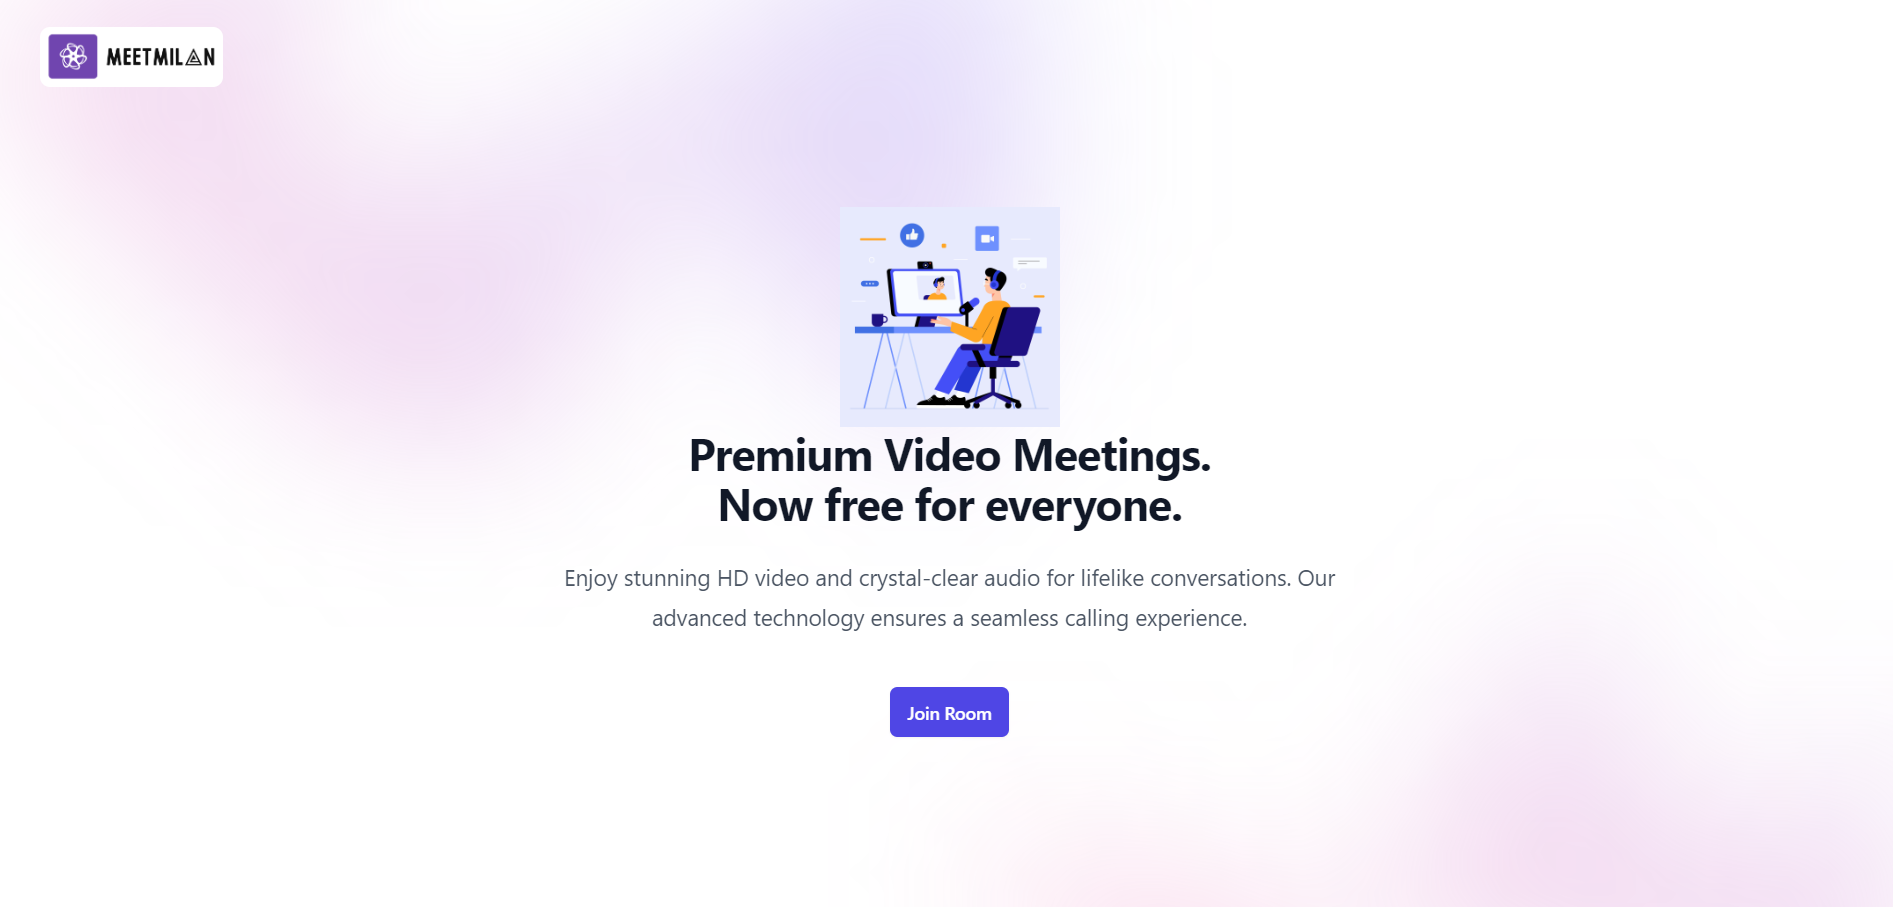 MEETMILAN
Premium Video Meetings.
Now free for everyone.
Enjoy stunning HD video and crystal-clear audio for lifelike conversations. Our
advanced technology ensures a seamless calling experience.
Join Room